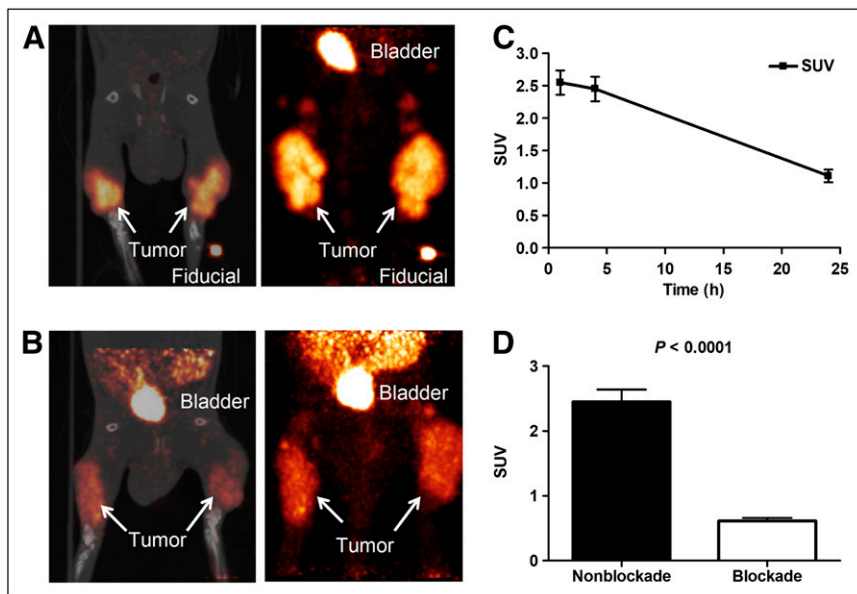 A
Bladder
Tumor
Fiducial
Tumor
Fiducial
B
Bladder
Tumor
Bladder
Tumor
C
3.0
2.5
2.0
1.5
1.0
0.5
0.0
SUV
SUV
0 5 10 15 20 25
Time (h)
D
P < 0.0001
3
2
1
0
SUV
Nonblockade Blockade